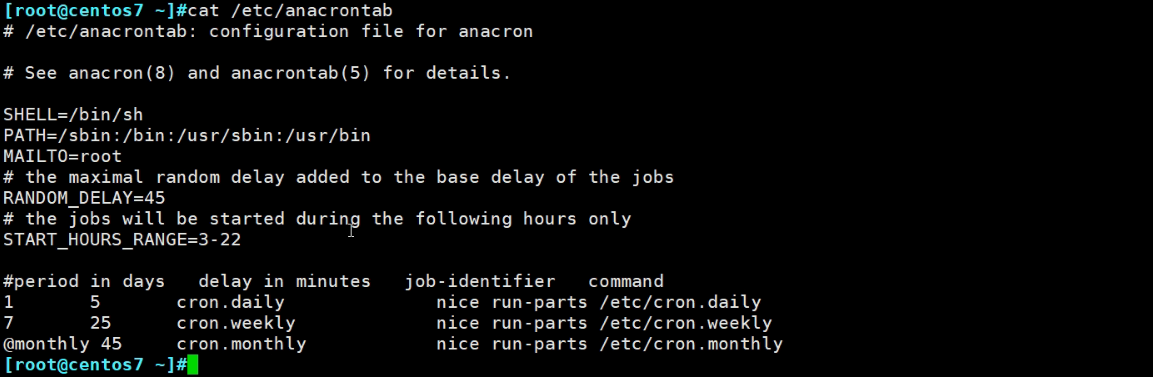 [root@centos7 ~]#cat /etc/anacrontab
# /etc/anacrontab: configuration file for anacron
# See anacron(8) and anacrontab(5) for details.
SHELL=/bin/sh
PATH=/sbin:/bin:/usr/sbin:/usr/bin
MAILTO=root
# the maximal random delay added to the base delay of the jobs
RANDOM_DELAY=45
# the jobs will be started during the following hours only
START_HOURS_RANGE=3-22
#period in days   delay in minutes   job-identifier   command
1       5       cron.daily              nice run-parts /etc/cron.daily
7       25      cron.weekly             nice run-parts /etc/cron.weekly
@monthly 45     cron.monthly            nice run-parts /etc/cron.monthly
[root@centos7 ~]#